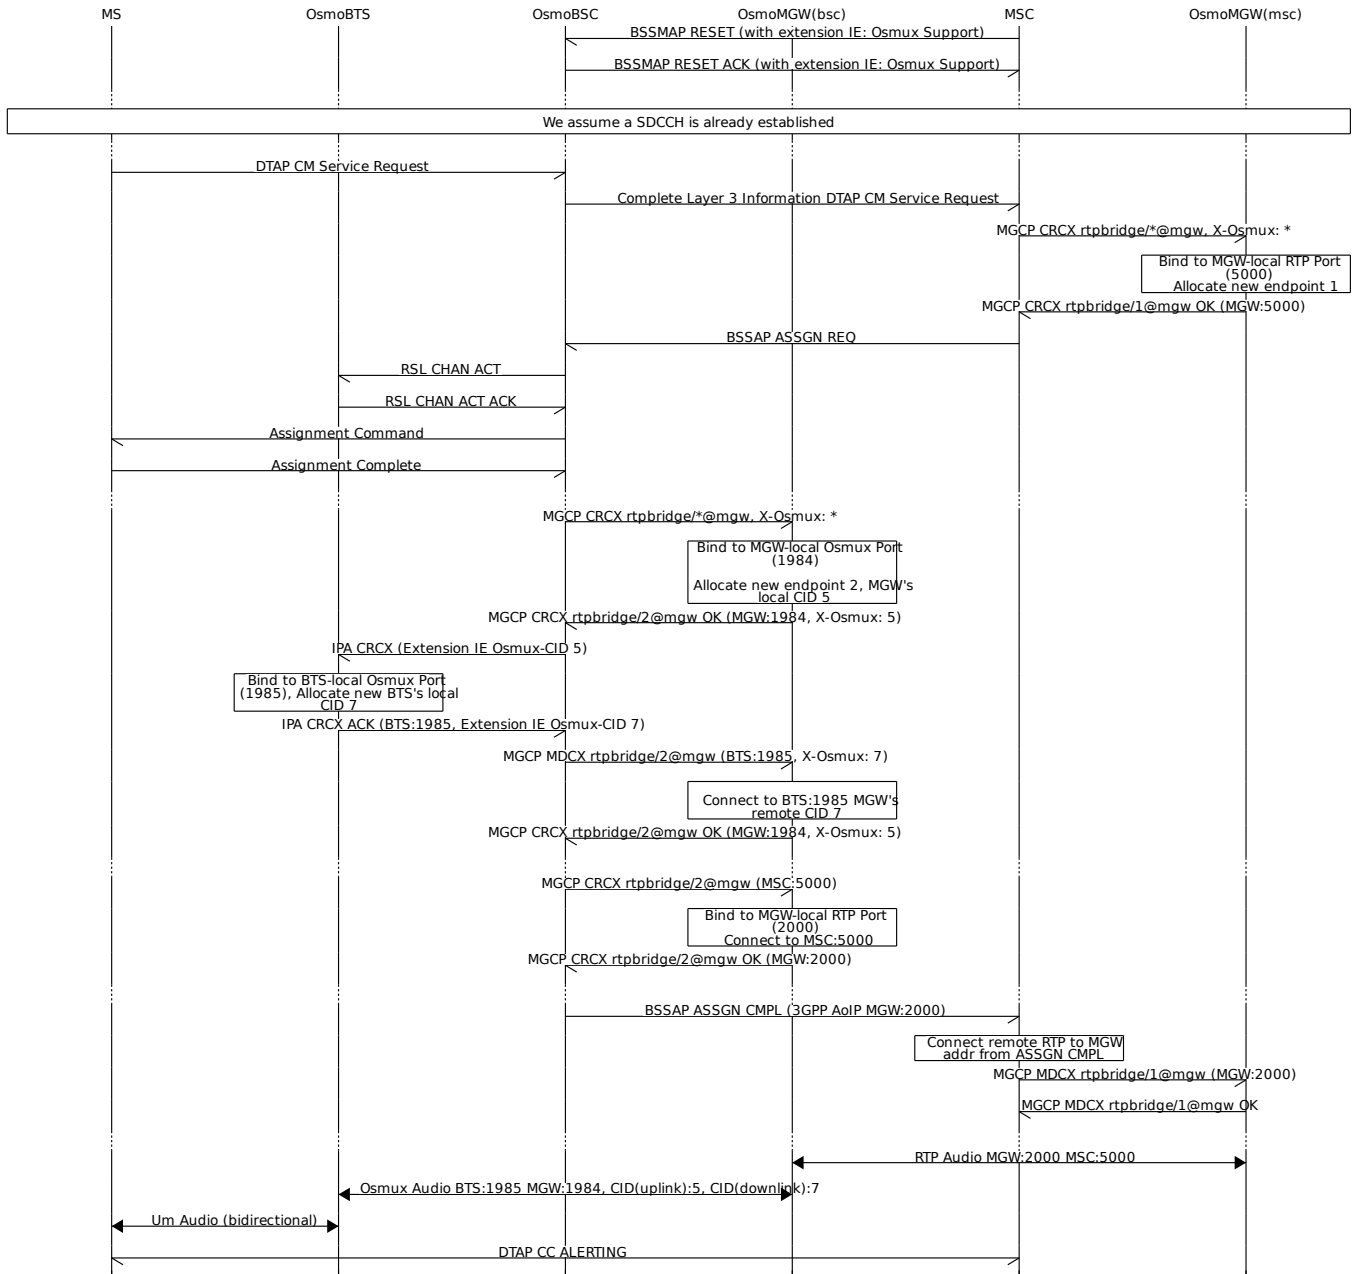 MS OsmoBTS OsmoBSC OsmoMGW(bsc) MSC OsmoMGW(msc)
BSSMAP RESET (with extension IE: Osmux Support)
BSSMAP RESET ACK (with extension IE: Osmux Support)
We assume a SDCCH is already established
DTAP CM Service Request
Complete Layer 3 Information DTAP CM Service Request
MGCP CRCX rtpbridge/*@mgw, X-Osmux: *
Bind to MGW-local RTP Port
(5000)
Allocate new endpoint 1
MGCP CRCX rtpbridge/1@mgw OK (MGW:5000)
BSSAP ASSGN REQ
RSL CHAN ACT
RSL CHAN ACT ACK
Assignment Command
Assignment Complete
MGCP CRCX rtpbridge/*@mgw, X-Osmux: *
Bind to MGW-local Osmux Port
(1984)
Allocate new endpoint 2, MGW's
local CID 5
MGCP CRCX rtpbridge/2@mgw OK (MGW:1984, X-Osmux: 5)
IPA CRCX (Extension IE Osmux-CID 5)
Bind to BTS-local Osmux Port
(1985), Allocate new BTS's local
CID 7
IPA CRCX ACK (BTS:1985, Extension IE Osmux-CID 7)
MGCP MDCX rtpbridge/2@mgw (BTS:1985, X-Osmux: 7)
Connect to BTS:1985 MGW's
remote CID 7
MGCP CRCX rtpbridge/2@mgw OK (MGW:1984, X-Osmux: 5)
MGCP CRCX rtpbridge/2@mgw (MSC:5000)
Bind to MGW-local RTP Port
(2000)
Connect to MSC:5000
MGCP CRCX rtpbridge/2@mgw OK (MGW:2000)
BSSAP ASSGN CMPL (3GPP AoIP MGW:2000)
Connect remote RTP to MGW
addr from ASSGN CMPL
MGCP MDCX rtpbridge/1@mgw (MGW:2000)
MGCP MDCX rtpbridge/1@mgw OK
RTP Audio MGW:2000 MSC:5000
Osmux Audio BTS:1985 MGW:1984, CID(uplink):5, CID(downlink):7
Um Audio (bidirectional)
DTAP CC ALERTING